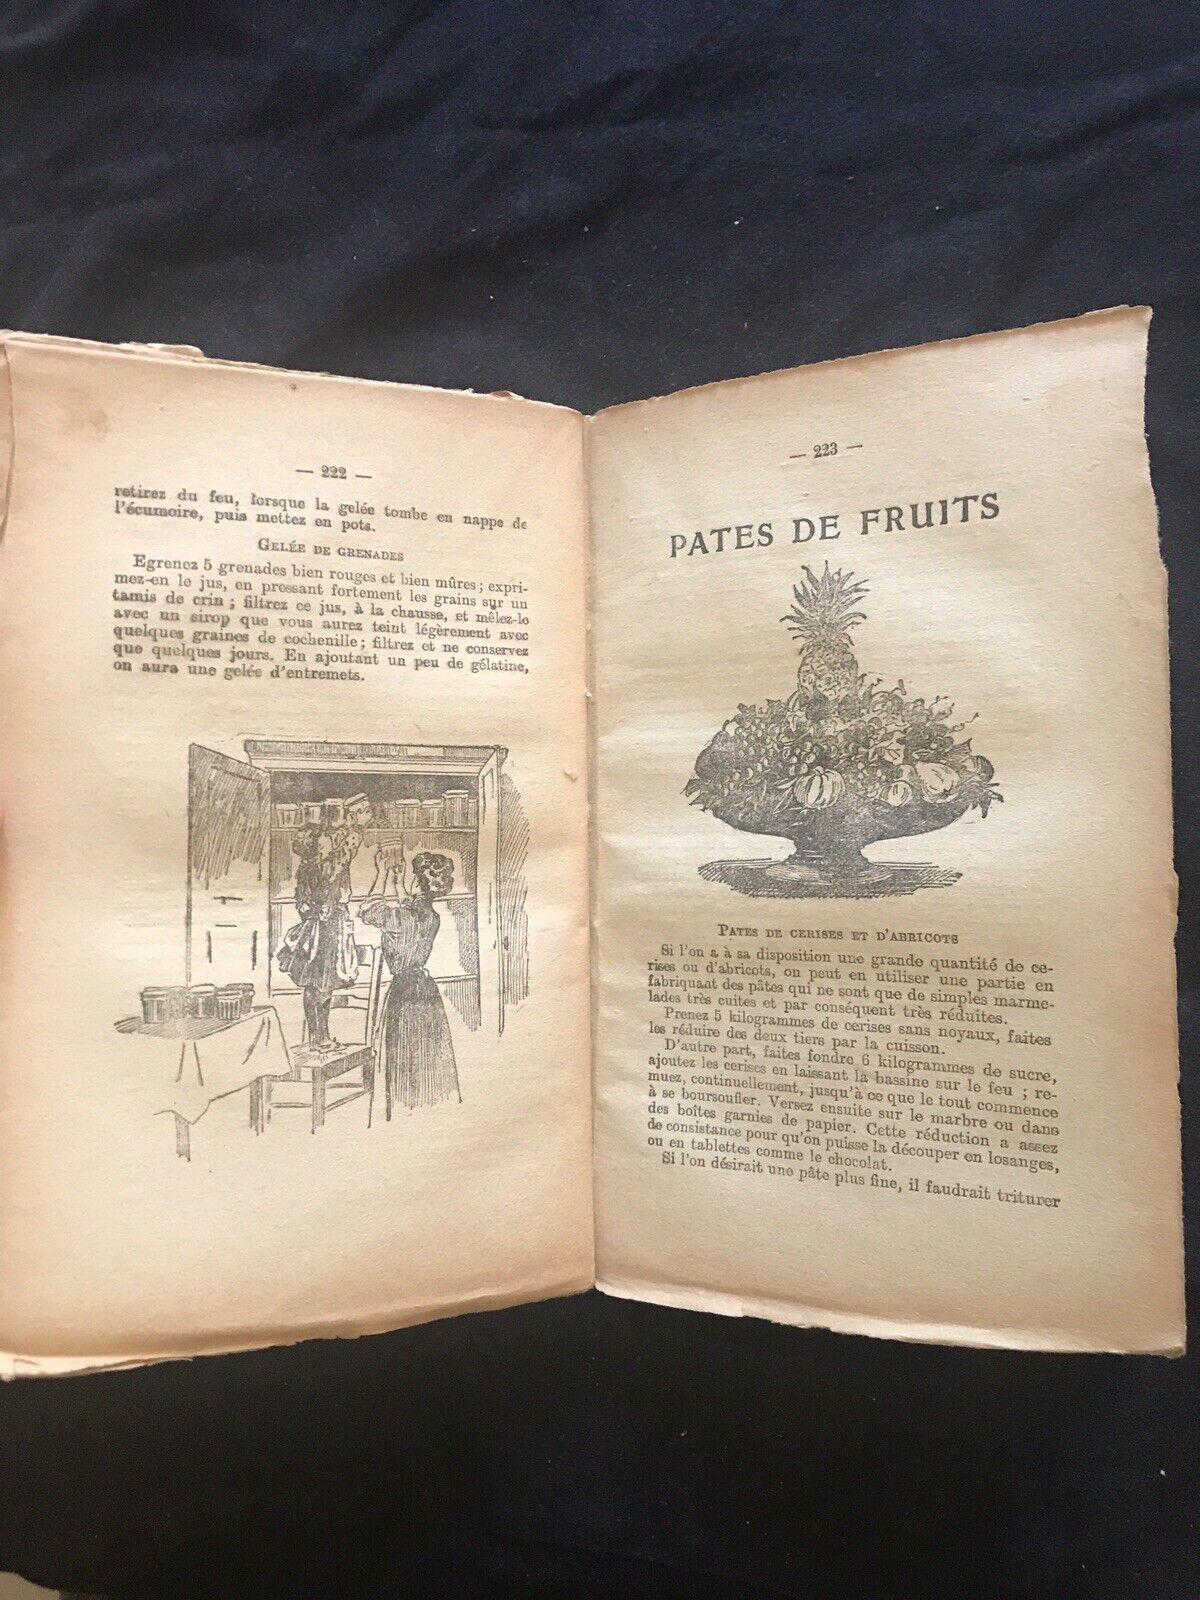 — 222 —
retirez du feu, lorsque la gelée tombe en nappe de
l'écumoire, puis mettez en pots.
GELÉE DE GRENADES
Egrenez 5 grenades bien rouges et bien mûres ; expri-
mez-en le jus, en pressant fortement les grains sur un
tamis de crin ; filtrez ce jus, à la chausse, et mêlez-le
avec un sirop que vous aurez teint légèrement avec
quelques graines de cochenille ; filtrez et ne conservez
que quelques jours. En ajoutant un peu de gélatine,
on aura une gelée d'entremets.
— 223 —
PATES DE FRUITS
PATES DE CERISES ET D'ABRICOTS
Si l'on a à sa disposition une grande quantité de ce-
rises ou d'abricots, on peut en utiliser une partie en
fabriquant des pâtes qui ne sont que de simples marme-
lades très cuites et par conséquent très réduites.
Prenez 5 kilogrammes de cerises sans noyaux, faites
les réduire des deux tiers par la cuisson.
D'autre part, faites fondre 6 kilogrammes de sucre,
ajoutez les cerises en laissant la bassine sur le feu ; re-
muez, continuellement, jusqu'à ce que le tout commence
à se boursoufler. Versez ensuite sur le marbre ou dans
des boîtes garnies de papier. Cette réduction a assez
de consistance pour qu'on puisse la découper en losanges,
ou en tablettes comme le chocolat.
Si l'on désirait une pâte plus fine, il faudrait triturer